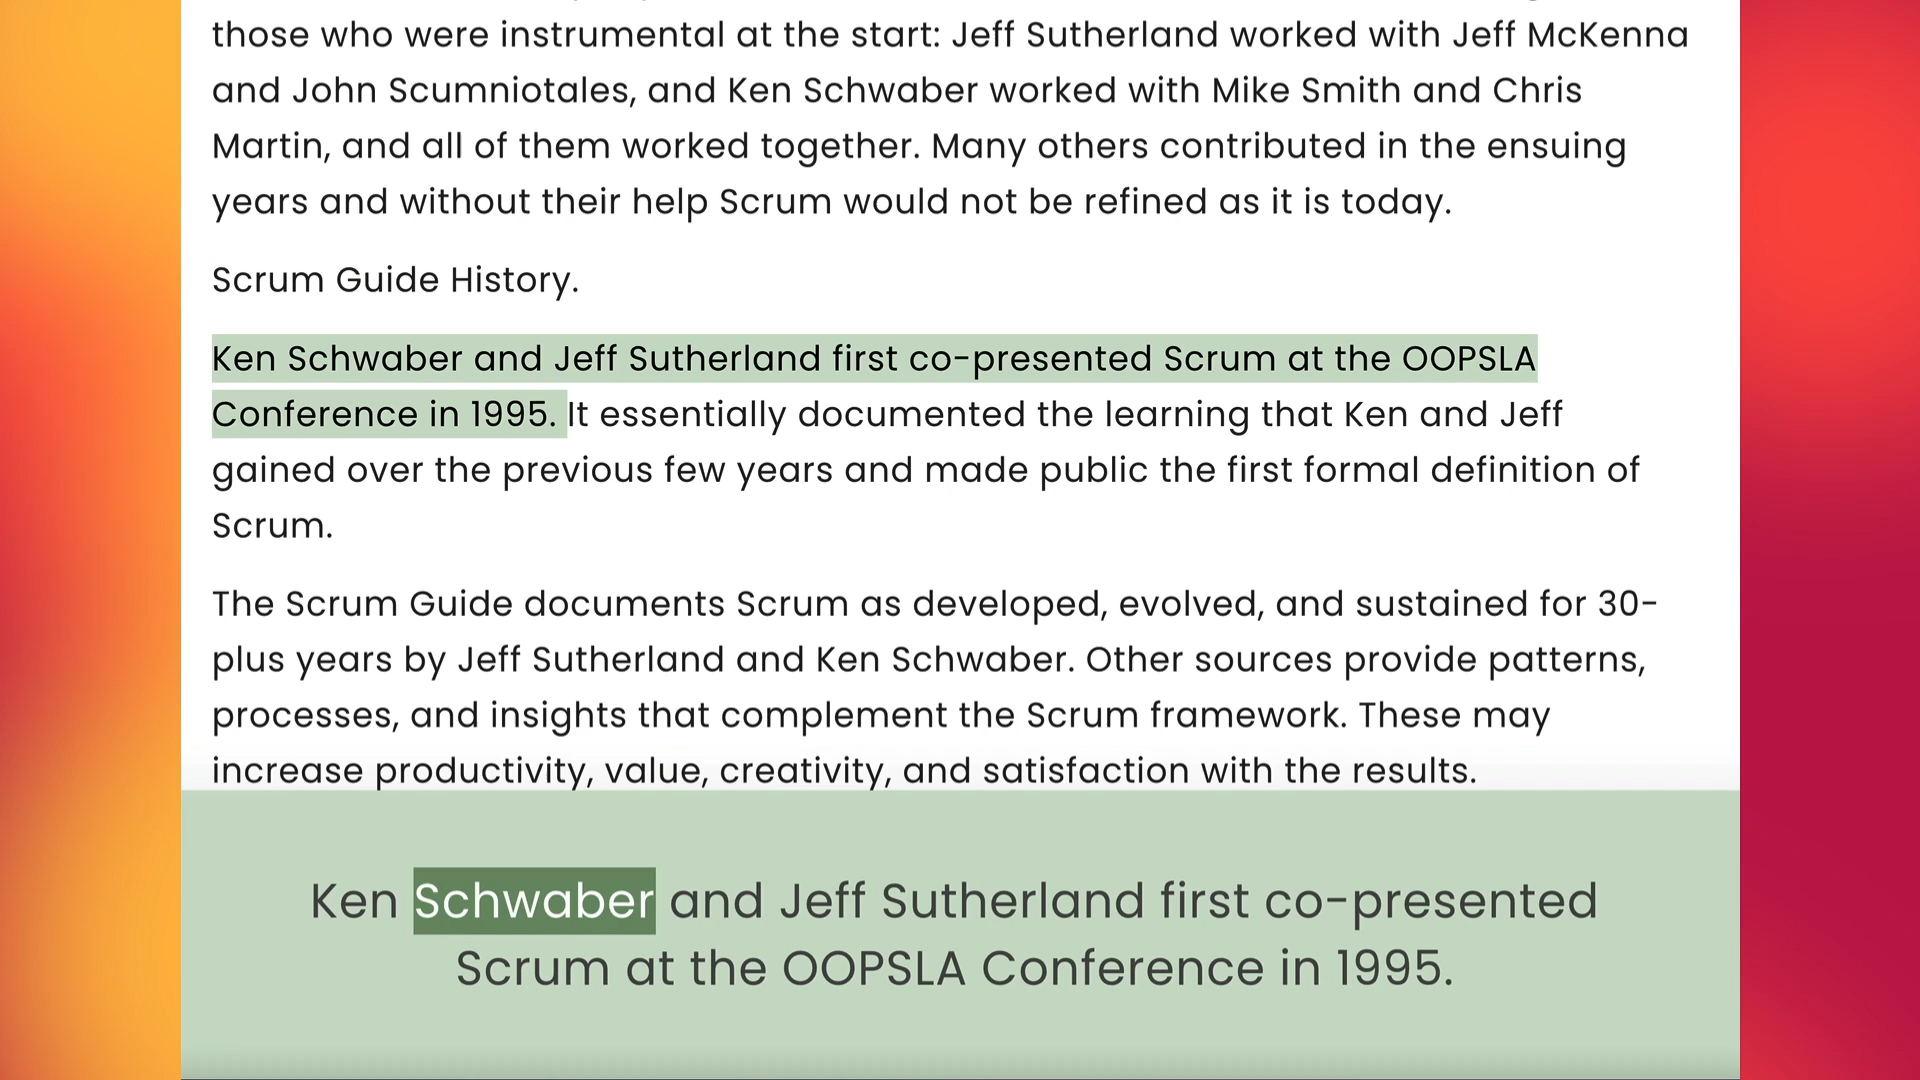 those who were instrumental at the start: Jeff Sutherland worked with Jeff McKenna
and John Scumniotales, and Ken Schwaber worked with Mike Smith and Chris
Martin, and all of them worked together. Many others contributed in the ensuing
years and without their help Scrum would not be refined as it is today.
Scrum Guide History.
Ken Schwaber and Jeff Sutherland first co-presented Scrum at the OOPSLA
Conference in 1995. It essentially documented the learning that Ken and Jeff
gained over the previous few years and made public the first formal definition of
Scrum.
The Scrum Guide documents Scrum as developed, evolved, and sustained for 30-
plus years by Jeff Sutherland and Ken Schwaber. Other sources provide patterns,
processes, and insights that complement the Scrum framework. These may
increase productivity, value, creativity, and satisfaction with the results.
Ken Schwaber and Jeff Sutherland first co-presented
Scrum at the OOPSLA Conference in 1995.